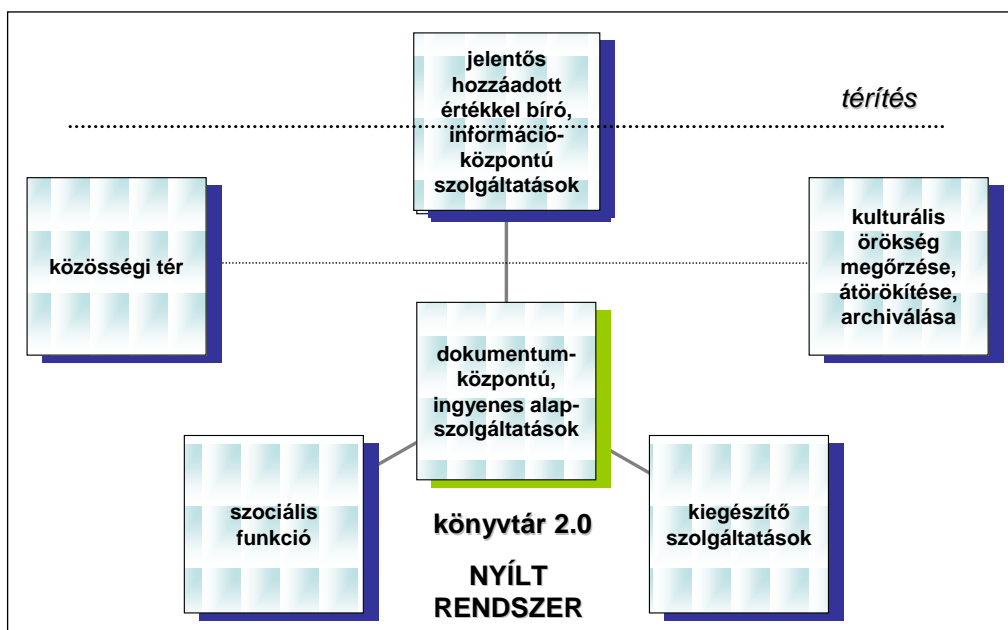 jelentős
hozzáadott
értékkel bíró,
információ-
központú
szolgáltatások
térítés
közösségi tér
kulturális
örökség
megőrzése,
átörökítése,
archiválása
dokumentum-
központú,
ingyenes alap-
szolgáltatások
szociális
funkció
kiegészítő
szolgáltatások
könyvtár 2.0
NYÍLT
RENDSZER